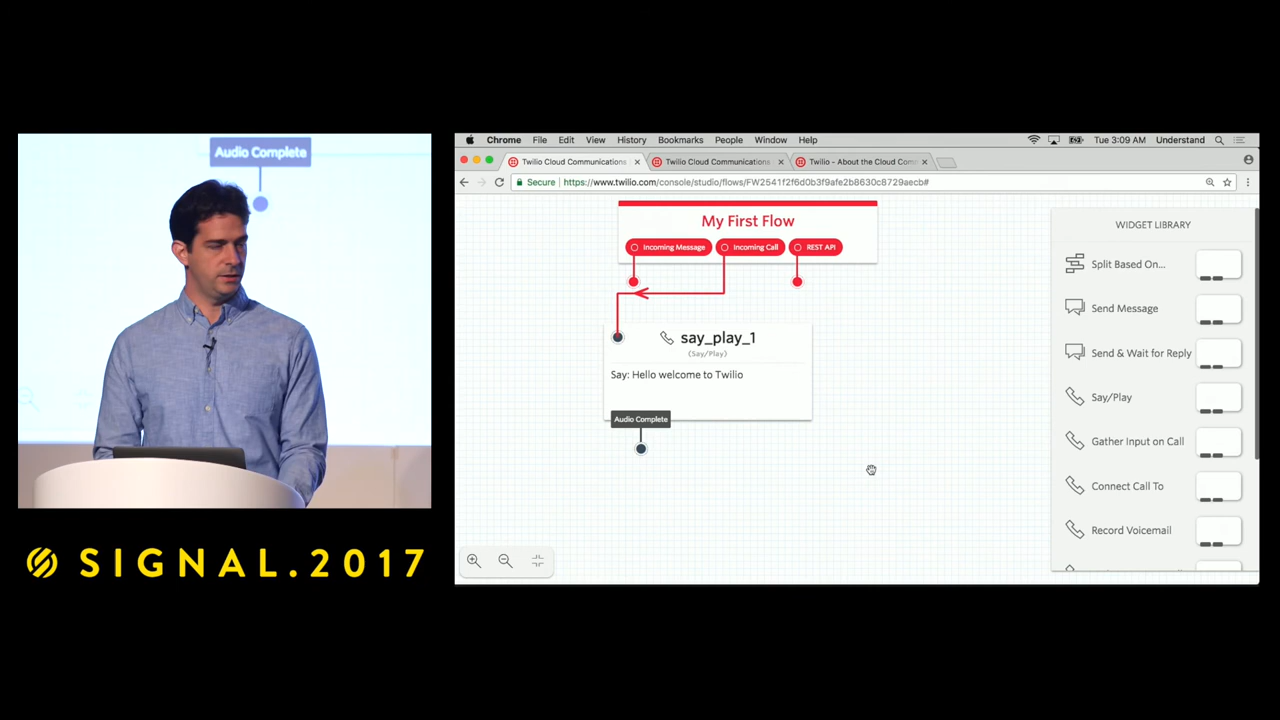 Audio Complete
SIGNAL.2017
Chrome File Edit View History Bookmarks People Window Help
Tue 3:09 AM Understand
Twilio Cloud Communications
Twilio Cloud Communications
Twilio - About the Cloud Com
Secure https://www.twilio.com/console/studio/flows/FW2541f2f6d0b3f9afe2b8630c8729aecb#
My First Flow
Incoming Message Incoming Call REST API
say_play_1
(Say/Play)
Say: Hello welcome to Twilio
Audio Complete
WIDGET LIBRARY
Split Based On...
Send Message
Send & Wait for Reply
Say/Play
Gather Input on Call
Connect Call To
Record Voicemail